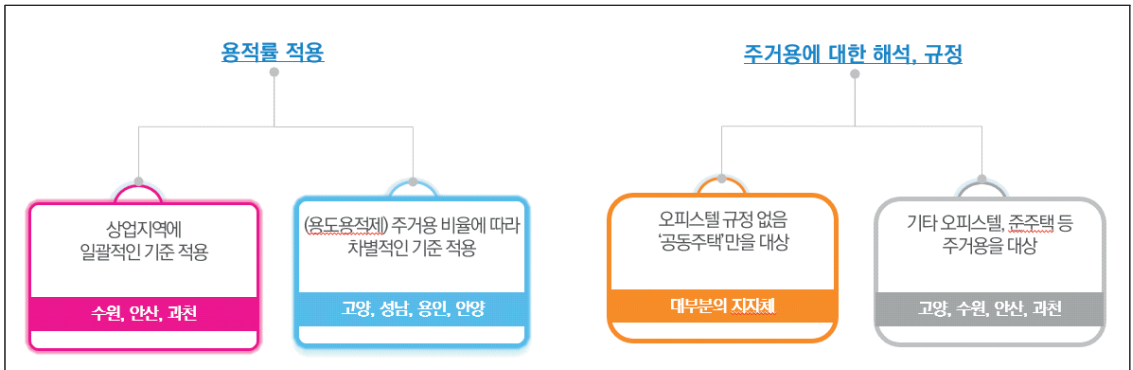 용적률 적용
상업지역에
일괄적인 기준 적용
수원, 안산, 과천
(용도용적제) 주거용 비율에 따라
차별적인 기준 적용
고양, 성남, 용인, 안양
주거용에 대한 해석, 규정
오피스텔 규정 없음
‘공동주택’만을 대상
대부분의 지자체
기타 오피스텔, 준주택 등
주거용을 대상
고양, 수원, 안산, 과천